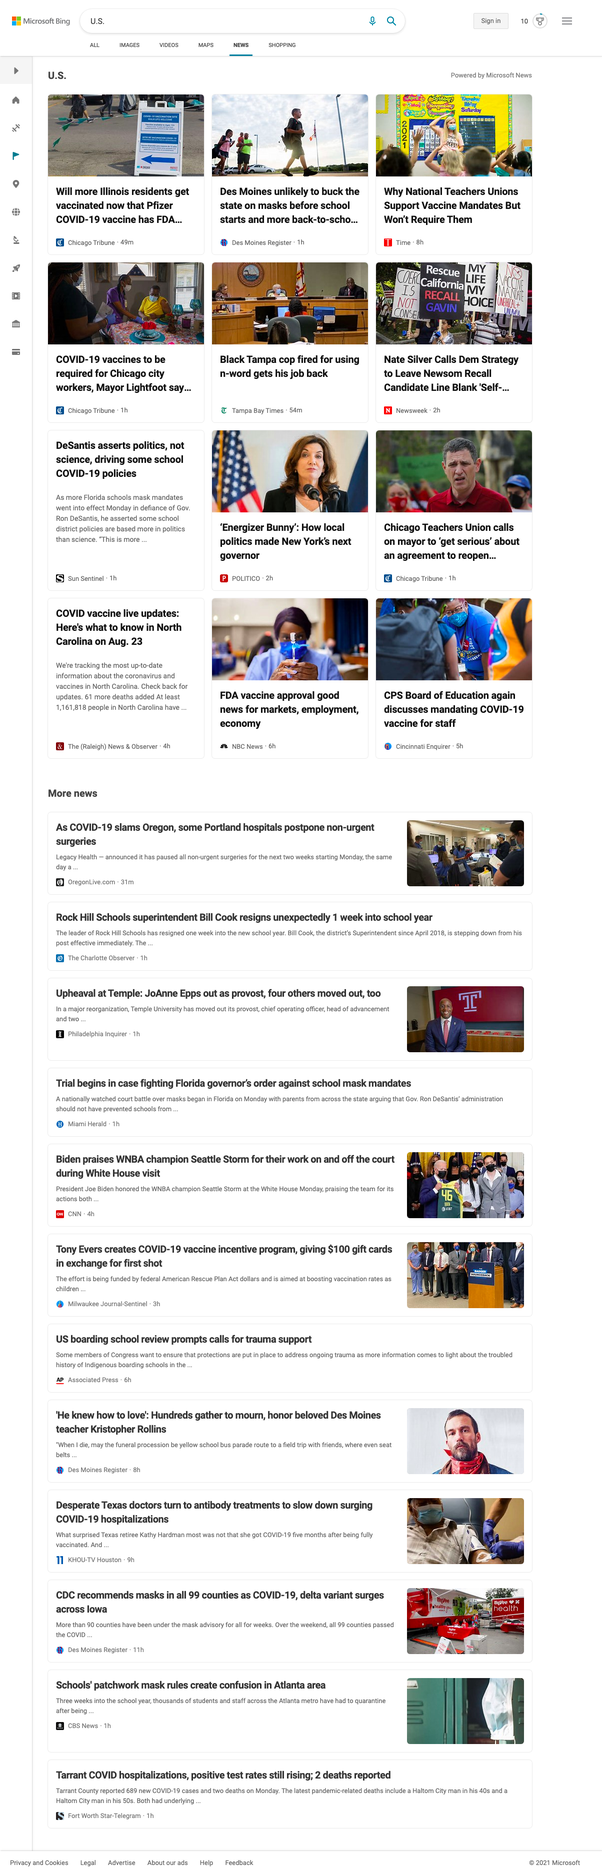 Microsoft Bing
U.S.
Sign in
10
ALL IMAGES VIDEOS MAPS NEWS SHOPPING
U.S.
Powered by Microsoft News
Will more Illinois residents get
vaccinated now that Pfizer
COVID-19 vaccine has FDA...
Chicago Tribune · 49m
Des Moines unlikely to buck the
state on masks before school
starts and more back-to-scho...
Des Moines Register · 1h
2021
Why National Teachers Unions
Support Vaccine Mandates But
Won't Require Them
Time · 8h
COVID-19 vaccines to be
required for Chicago city
workers, Mayor Lightfoot say...
Chicago Tribune · 1h
Black Tampa cop fired for using
n-word gets his job back
Tampa Bay Times · 54m
COERC
IS
NOT
CONSENT
Rescue
California
RECALL
GAVIN
MY
LIFE
MY
CHOICE
Nate Silver Calls Dem Strategy
to Leave Newsom Recall
Candidate Line Blank 'Self-...
Newsweek · 2h
DeSantis asserts politics, not
science, driving some school
COVID-19 policies
As more Florida schools mask mandates
went into effect Monday in defiance of Gov.
Ron DeSantis, he asserted some school
district policies are based more in politics
than science. "This is more ...
Sun Sentinel · 1h
'Energizer Bunny': How local
politics made New York's next
governor
POLITICO · 2h
Chicago Teachers Union calls
on mayor to 'get serious' about
an agreement to reopen...
Chicago Tribune · 1h
COVID vaccine live updates:
Here's what to know in North
Carolina on Aug. 23
We're tracking the most up-to-date
information about the coronavirus and
vaccines in North Carolina. Check back for
updates. 61 more deaths added At least
1,161,818 people in North Carolina have ...
The (Raleigh) News & Observer · 4h
FDA vaccine approval good
news for markets, employment,
economy
NBC News · 6h
CPS Board of Education again
discusses mandating COVID-19
vaccine for staff
Cincinnati Enquirer · 5h
More news
As COVID-19 slams Oregon, some Portland hospitals postpone non-urgent
surgeries
Legacy Health — announced it has paused all non-urgent surgeries for the next two weeks starting Monday, the same
day a ...
OregonLive.com · 31m
Rock Hill Schools superintendent Bill Cook resigns unexpectedly 1 week into school year
The leader of Rock Hill Schools has resigned one week into the new school year. Bill Cook, the district's Superintendent since April 2018, is stepping down from his
post effective immediately. The ...
The Charlotte Observer · 1h
Upheaval at Temple: JoAnne Epps out as provost, four others moved out, too
In a major reorganization, Temple University has moved out its provost, chief operating officer, head of advancement
and two ...
Philadelphia Inquirer · 1h
Trial begins in case fighting Florida governor's order against school mask mandates
A nationally watched court battle over masks began in Florida on Monday with parents from across the state arguing that Gov. Ron DeSantis' administration
should not have prevented schools from ...
Miami Herald · 1h
Biden praises WNBA champion Seattle Storm for their work on and off the court
during White House visit
President Joe Biden honored the WNBA champion Seattle Storm at the White House Monday, praising the team for its
actions both ...
CNN · 4h
46
Tony Evers creates COVID-19 vaccine incentive program, giving $100 gift cards
in exchange for first shot
The effort is being funded by federal American Rescue Plan Act dollars and is aimed at boosting vaccination rates as
children ...
Milwaukee Journal-Sentinel · 3h
US boarding school review prompts calls for trauma support
Some members of Congress want to ensure that protections are put in place to address ongoing trauma as more information comes to light about the troubled
history of Indigenous boarding schools in the ...
AP Associated Press · 6h
'He knew how to love': Hundreds gather to mourn, honor beloved Des Moines
teacher Kristopher Rollins
"When I die, may the funeral procession be yellow school bus parade route to a field trip with friends, where even seat
belts ...
Des Moines Register · 8h
Desperate Texas doctors turn to antibody treatments to slow down surging
COVID-19 hospitalizations
What surprised Texas retiree Kathy Hardman most was not that she got COVID-19 five months after being fully
vaccinated. And ...
11 KHOU-TV Houston · 9h
CDC recommends masks in all 99 counties as COVID-19, delta variant surges
across Iowa
More than 90 counties have been under the mask advisory for all for weeks. Over the weekend, all 99 counties passed
the COVID ...
Des Moines Register · 11h
health
Schools' patchwork mask rules create confusion in Atlanta area
Three weeks into the school year, thousands of students and staff across the Atlanta metro have had to quarantine
after being ...
CBS News · 1h
Tarrant COVID hospitalizations, positive test rates still rising; 2 deaths reported
Tarrant County reported 689 new COVID-19 cases and two deaths on Monday. The latest pandemic-related deaths include a Haltom City man in his 40s and a
Haltom City man in his 50s. Both had underlying ...
Fort Worth Star-Telegram · 1h
Privacy and Cookies Legal Advertise About our ads Help Feedback
© 2021 Microsoft